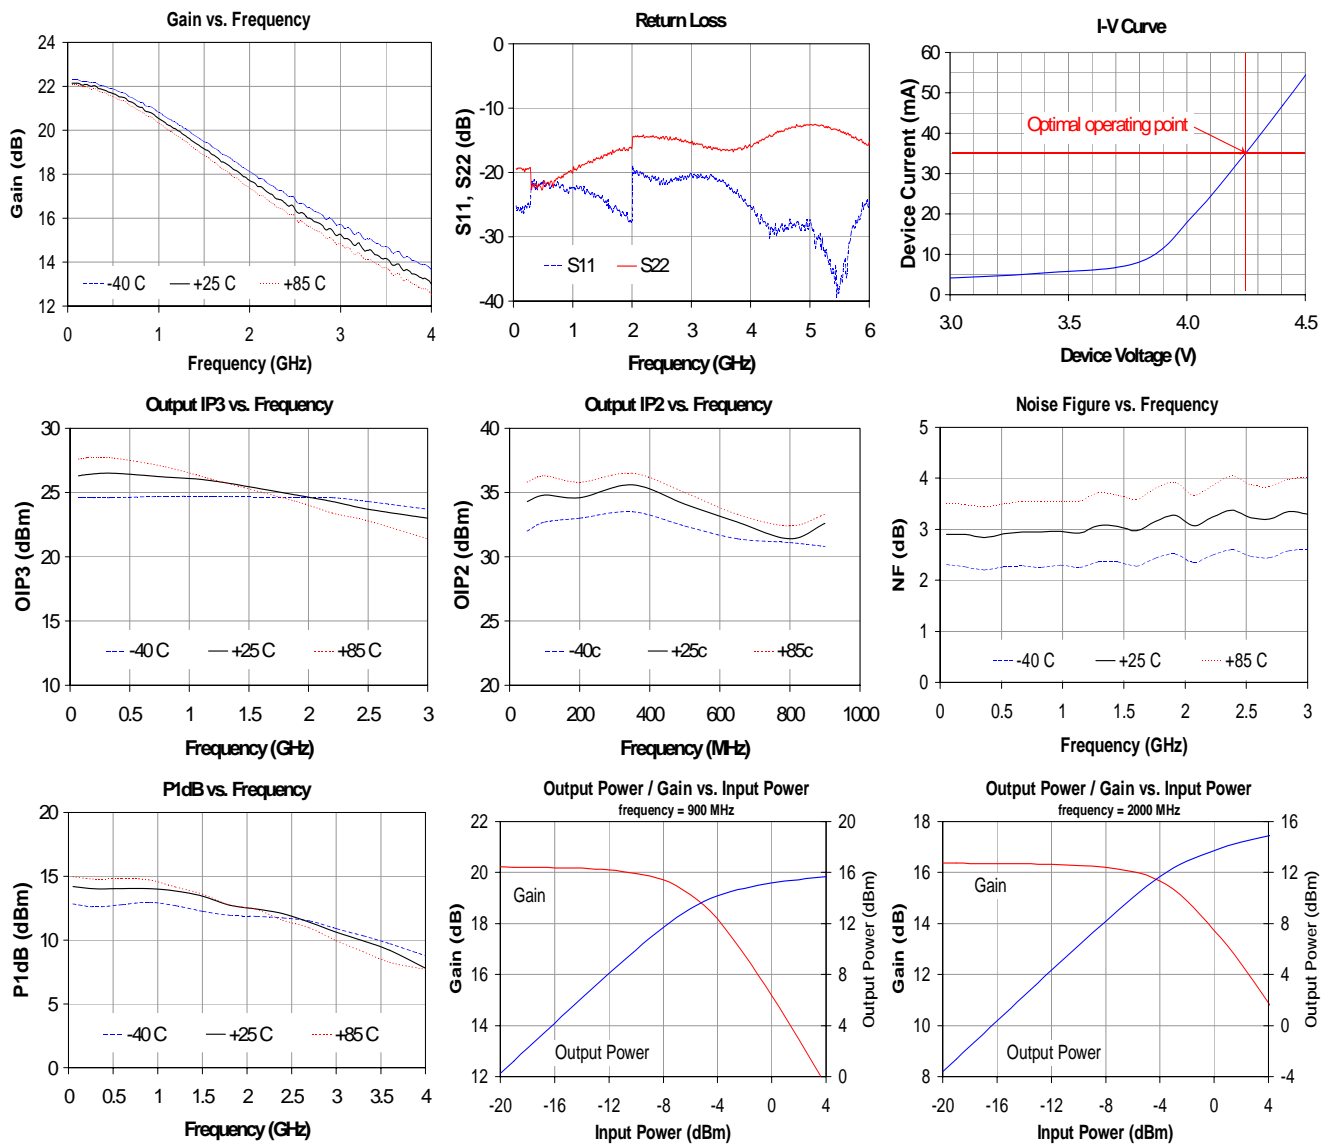 Gain vs. Frequency
24
22
20
18
16
14
12
Gain (dB)
-40 C +25 C +85 C
0 1 2 3 4
Frequency (GHz)
Return Loss
0
-10
-20
-30
-40
S11, S22 (dB)
S11 S22
0 1 2 3 4 5 6
Frequency (GHz)
I-V Curve
60
50
40
30
20
10
0
Device Current (mA)
Optimal operating point
3.0 3.5 4.0 4.5
Device Voltage (V)
Output IP3 vs. Frequency
30
25
20
15
10
OIP3 (dBm)
-40 C +25 C +85 C
0 0.5 1 1.5 2 2.5 3
Frequency (GHz)
Output IP2 vs. Frequency
40
35
30
25
20
OIP2 (dBm)
-40c +25c +85c
0 200 400 600 800 1000
Frequency (MHz)
Noise Figure vs. Frequency
5
4
3
2
1
0
NF (dB)
-40 C +25 C +85 C
0 0.5 1 1.5 2 2.5 3
Frequency (GHz)
P1dB vs. Frequency
20
15
10
5
0
P1dB (dBm)
-40 C +25 C +85 C
0 0.5 1 1.5 2 2.5 3 3.5 4
Frequency (GHz)
Output Power / Gain vs. Input Power
frequency = 900 MHz
22
20
18
16
14
12
Gain (dB)
Gain
Output Power
20
16
12
8
4
0
Output Power (dBm)
-20 -16 -12 -8 -4 0 4
Input Power (dBm)
Output Power / Gain vs. Input Power
frequency = 2000 MHz
18
16
14
12
10
8
Gain (dB)
Gain
Output Power
16
12
8
4
0
-4
Output Power (dBm)
-20 -16 -12 -8 -4 0 4
Input Power (dBm)